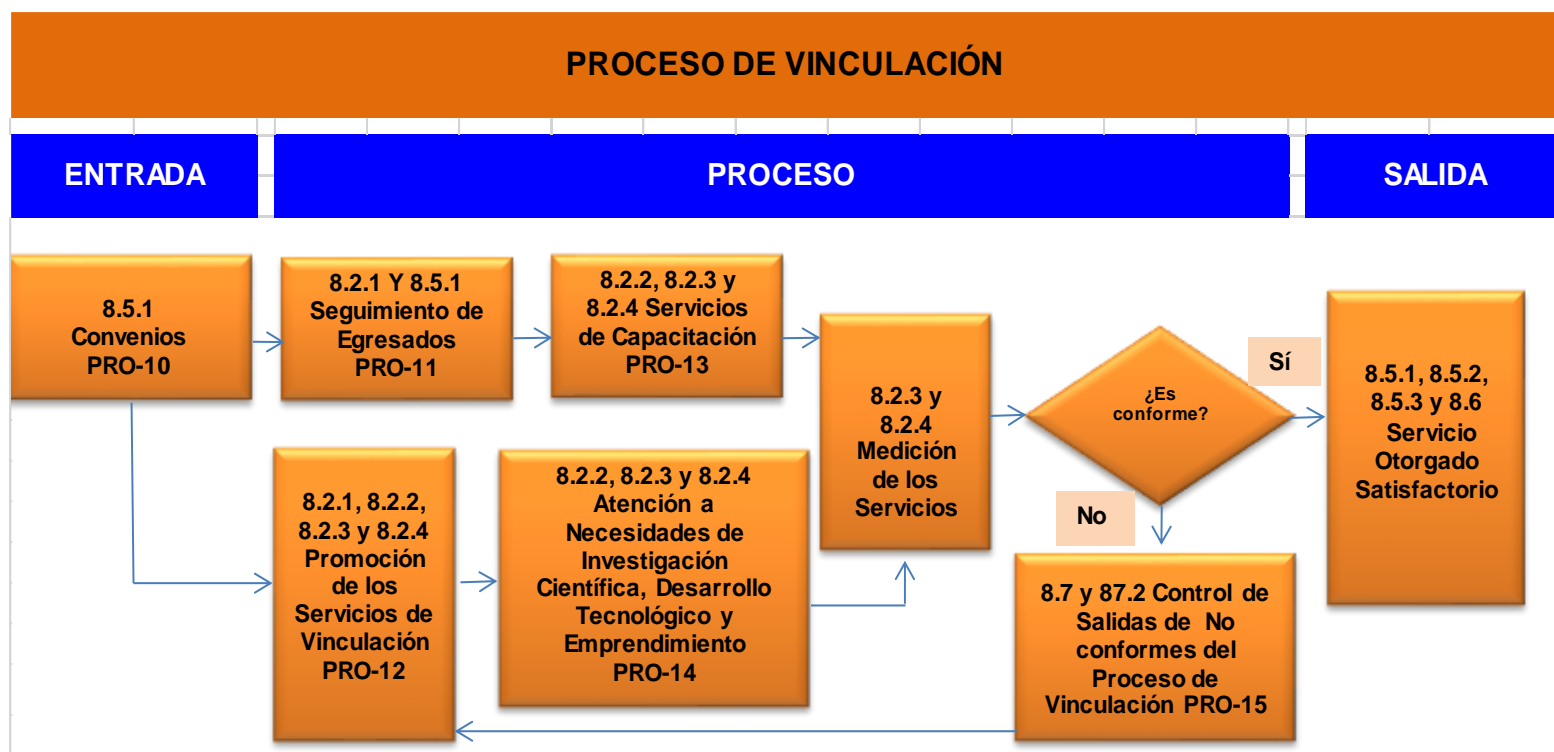 PROCESO DE VINCULACIÓN
ENTRADA
PROCESO
SALIDA
8.5.1
Convenios
PRO-10
8.2.1 Y 8.5.1
Seguimiento de
Egresados
PRO-11
8.2.2, 8.2.3 y
8.2.4 Servicios
de Capacitación
PRO-13
8.2.3 y
8.2.4
Medición
de los
Servicios
¿Es
conforme?
Sí
8.5.1, 8.5.2,
8.5.3 y 8.6
Servicio
Otorgado
Satisfactorio
8.2.1, 8.2.2,
8.2.3 y 8.2.4
Promoción
de los
Servicios de
Vinculación
PRO-12
8.2.2, 8.2.3 y 8.2.4
Atención a
Necesidades de
Investigación
Científica, Desarrollo
Tecnológico y
Emprendimiento
PRO-14
No
8.7 y 87.2 Control de
Salidas de No
conformes del
Proceso de
Vinculación PRO-15